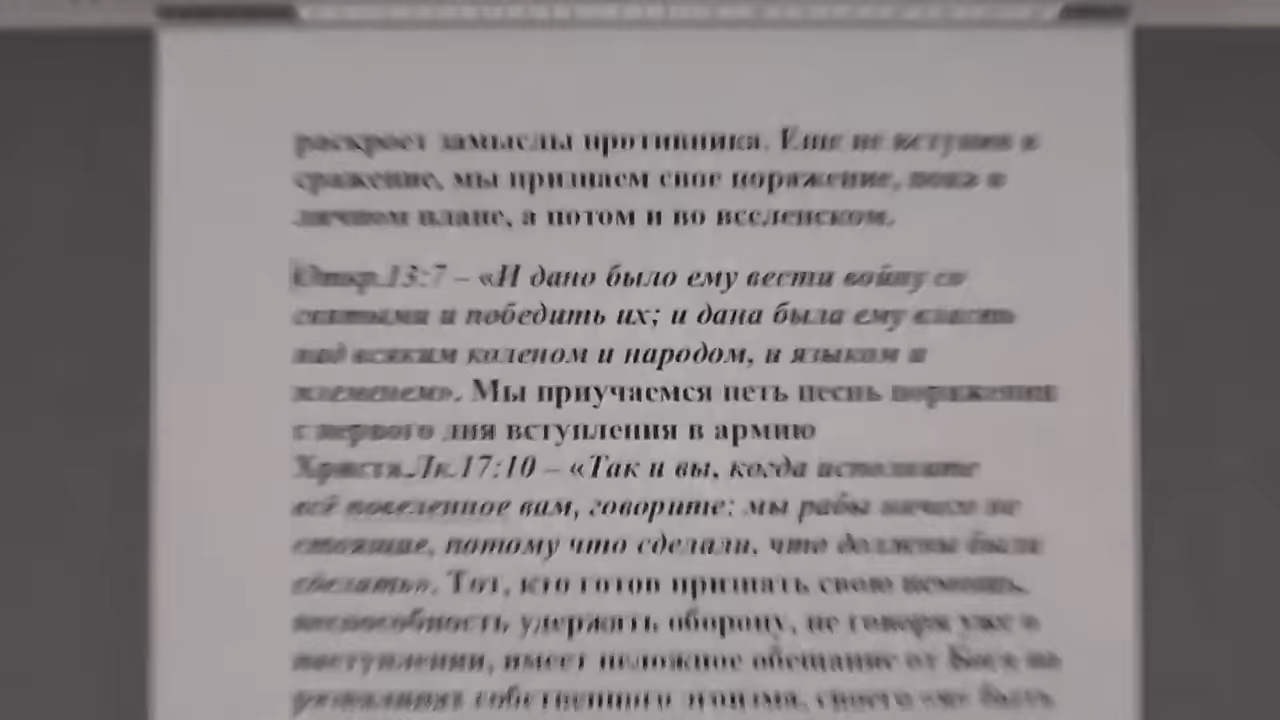 раскроет замыслы противника. Еще не вступив в
сражение, мы признаем свое поражение, пока в
личном плане, а потом и во вселенском.
Откр.13:7 – «И дано было ему вести войну со
святыми и победить их; и дана была ему власть
над всяким коленом и народом, и языком и
племенем». Мы приучаемся петь песнь поражения
с первого дня вступления в армию
Христа.Лк.17:10 – «Так и вы, когда исполните
всё повеленное вам, говорите: мы рабы ничего не
стоящие, потому что сделали, что должны были
сделать». Тот, кто готов признать свою немощь,
неспособность удержать оборону, не говоря уже о
наступлении, имеет неложное обещание от Бога на
собственного эгоизма, своего